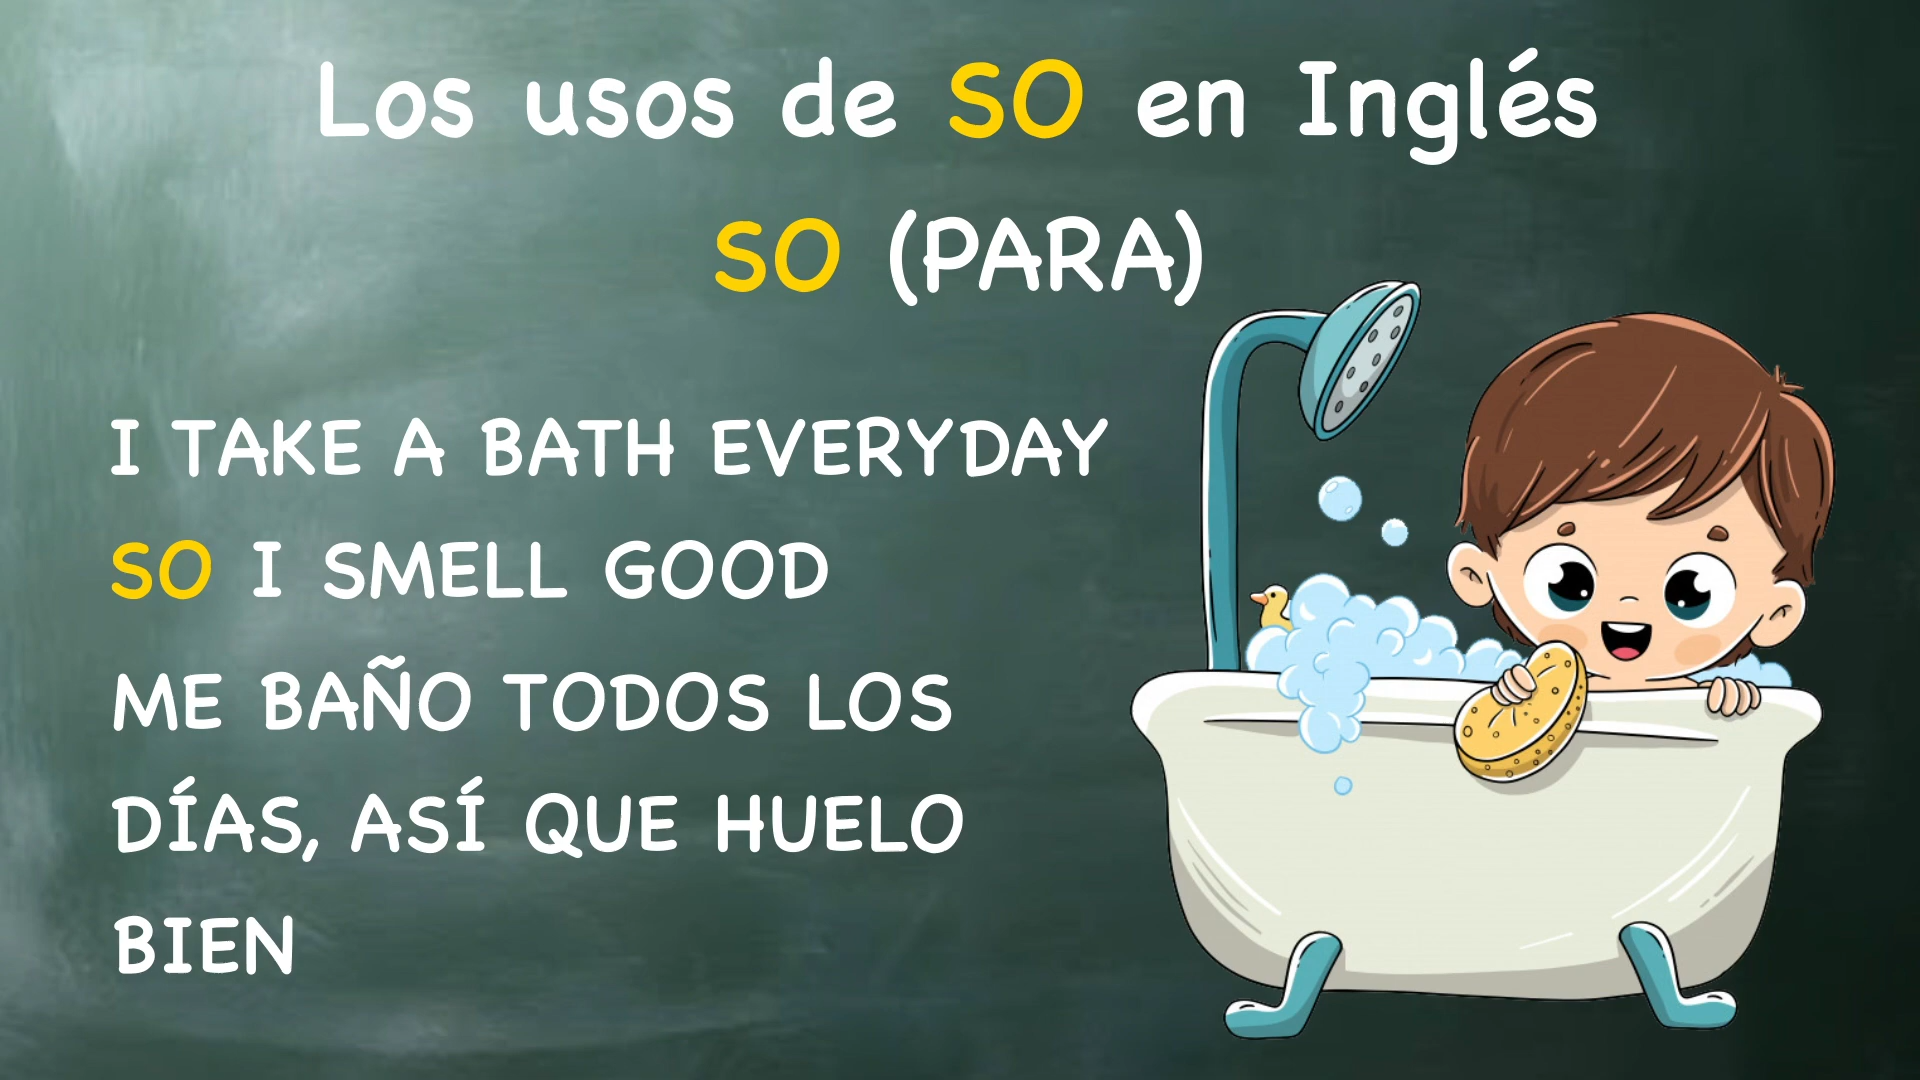 Los usos de SO en Inglés
SO (PARA)
I TAKE A BATH EVERYDAY
SO I SMELL GOOD
ME BAÑO TODOS LOS
DÍAS, ASÍ QUE HUELO
BIEN